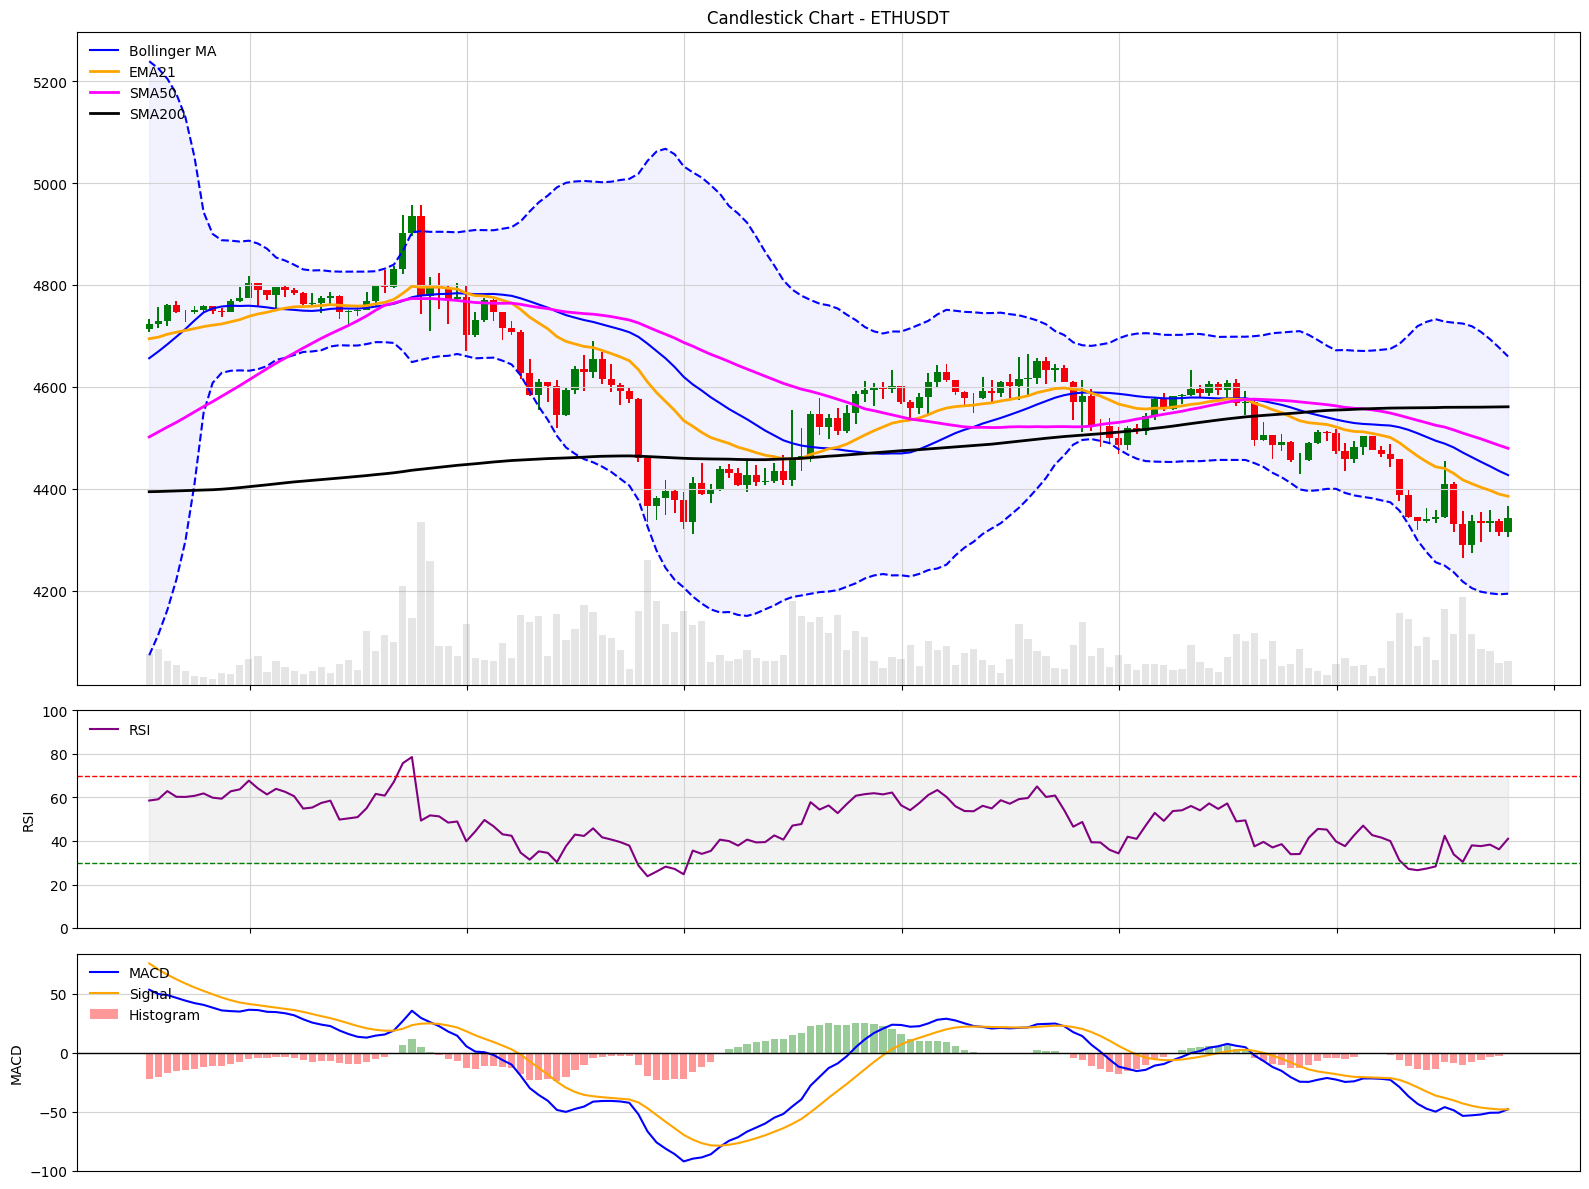 Candlestick Chart - ETHUSDT
Bollinger MA
EMA21
SMA50
SMA200
5200
5000
4800
4600
4400
4200
RSI
100
80
60
40
20
0
RSI
MACD
Signal
Histogram
50
0
−50
−100
MACD